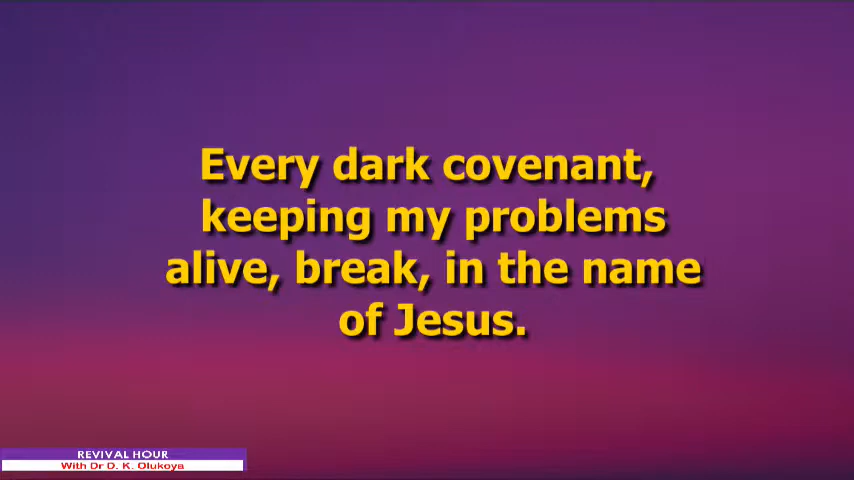 Every dark covenant,
keeping my problems
alive, break, in the name
of Jesus.
REVIVAL HOUR
With Dr D. K. Olukoya